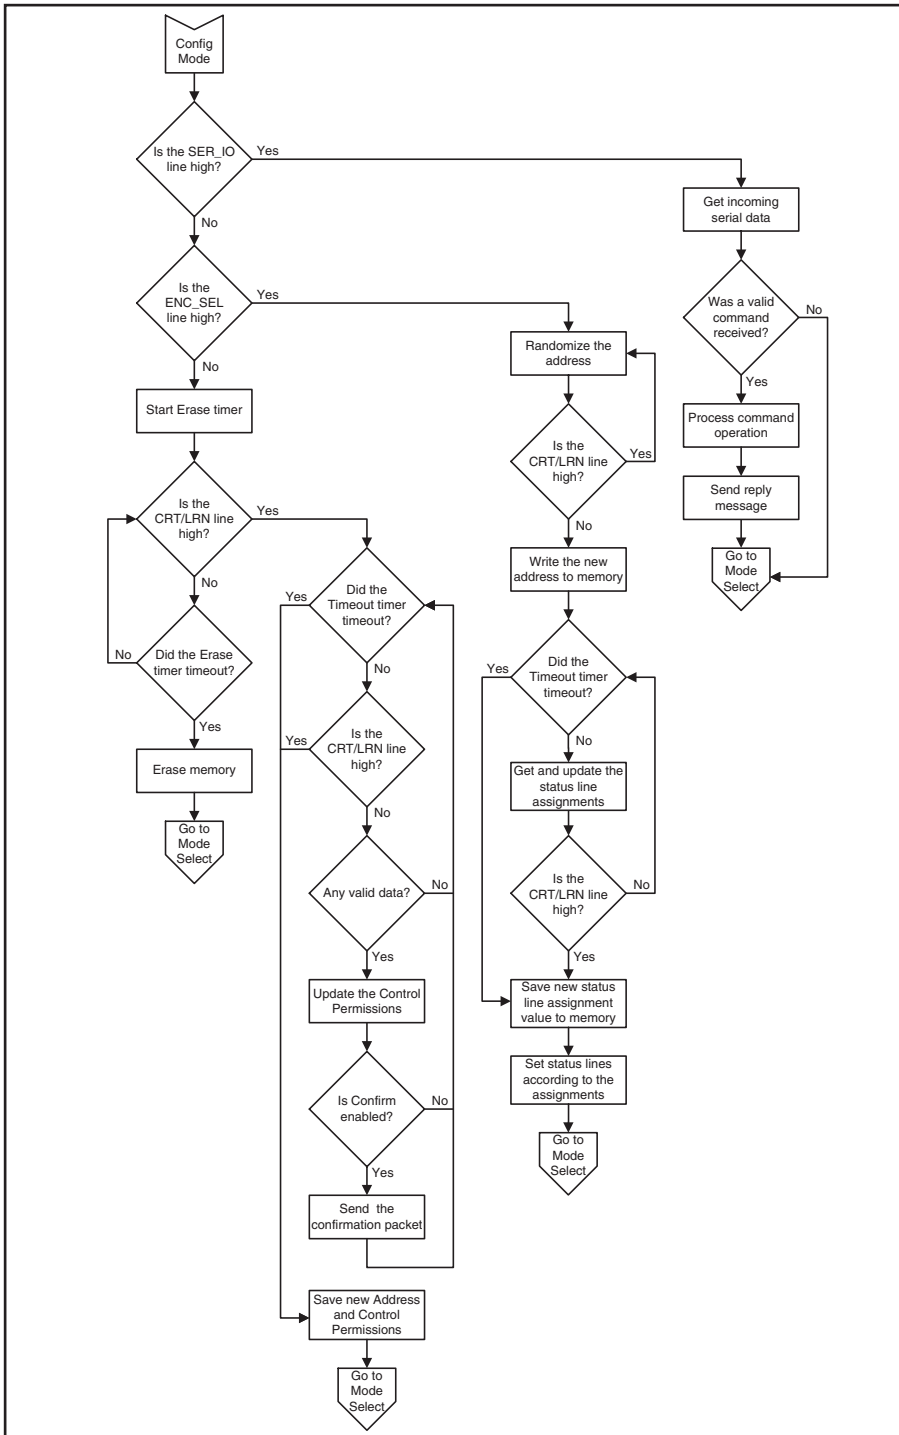 Config
Mode
Is the SER_IO
line high?
Yes
No
Get incoming
serial data
Is the
ENC_SEL
line high?
Yes
No
Was a valid
command
received?
No
Yes
Randomize the
address
Start Erase timer
Process command
operation
Is the
CRT/LRN line
high?
Yes
No
Send reply
message
Is the
CRT/LRN line
high?
Yes
No
Go to
Mode
Select
Write the new
address to memory
Did the
Timeout timer
timeout?
Yes
No
Did the Erase
timer timeout?
No
Yes
Did the
Timeout timer
timeout?
Yes
No
Is the
CRT/LRN line
high?
Yes
No
Erase memory
Get and update the
status line
assignments
Go to
Mode
Select
Any valid data?
No
Yes
Is the
CRT/LRN line
high?
No
Yes
Update the Control
Permissions
Save new status
line assignment
value to memory
Is Confirm
enabled?
No
Yes
Set status lines
according to the
assignments
Go to
Mode
Select
Send the
confirmation packet
Save new Address
and Control
Permissions
Go to
Mode
Select